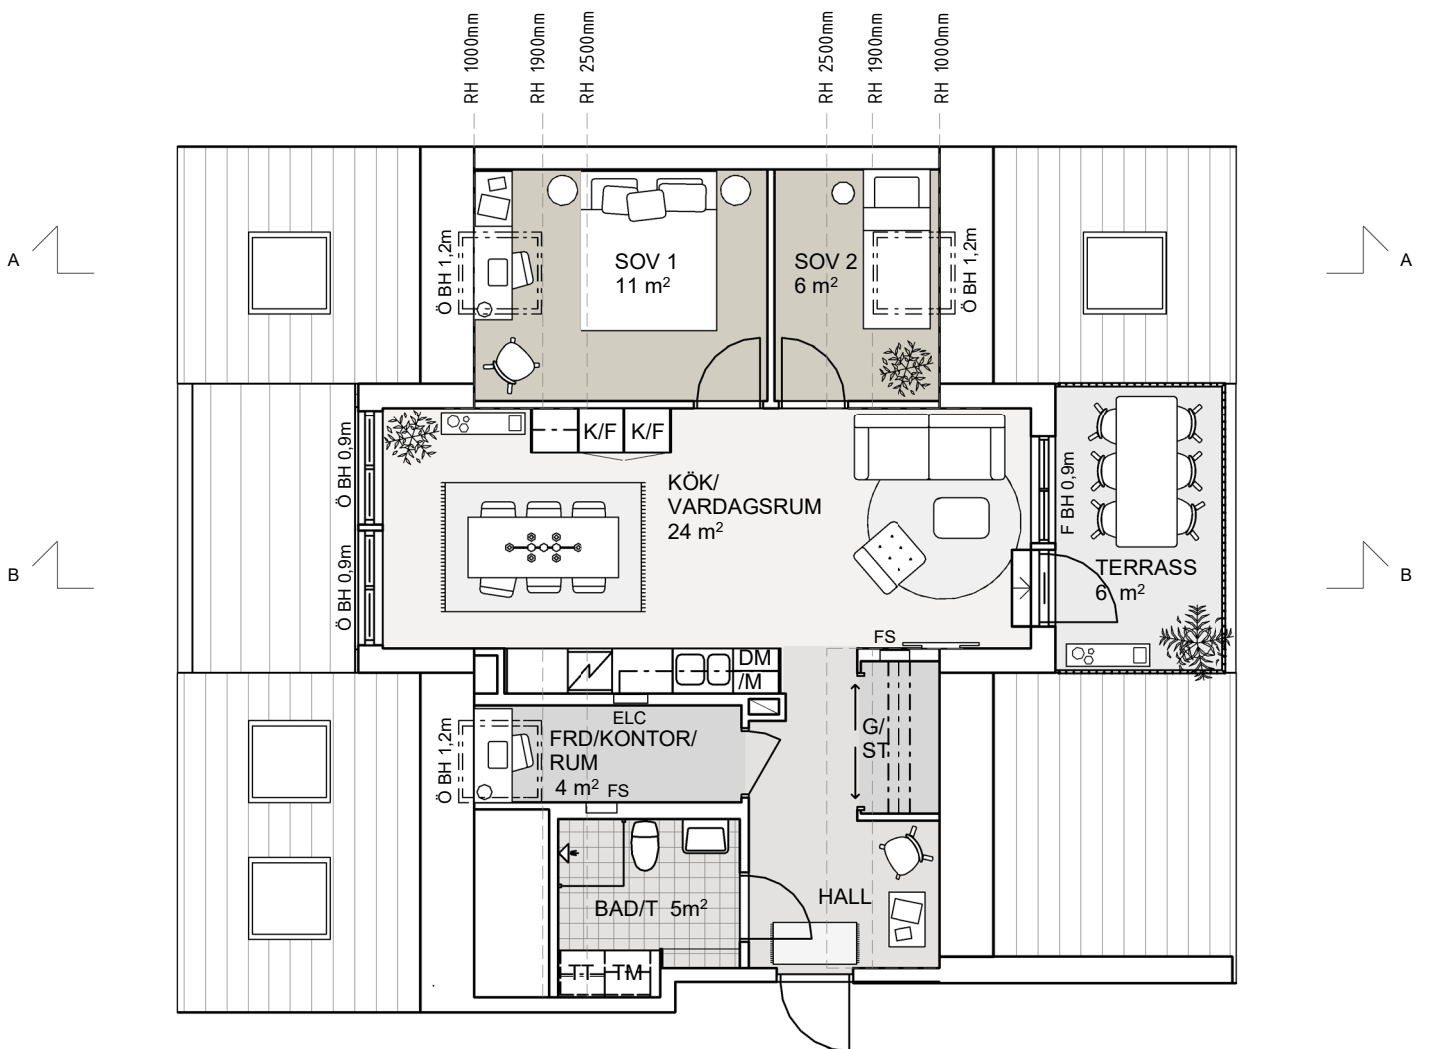 RH 1000mm
RH 1900mm
RH 2500mm
RH 2500mm
RH 1900mm
RH 1000mm
A
A
Ö BH 1,2m
SOV 1
11 m²
SOV 2
6 m²
Ö BH 1,2m
K/F
K/F
Ö BH 0,9m
KÖK/
VARDAGSRUM
24 m²
F BH 0,9m
B
B
Ö BH 0,9m
TERRASS
6 m²
FS
DM
/M
ELC
FRD/KONTOR/
RUM
4 m²
FS
Ö BH 1,2m
G/
ST
HALL
BAD/T 5m²
TT
TM